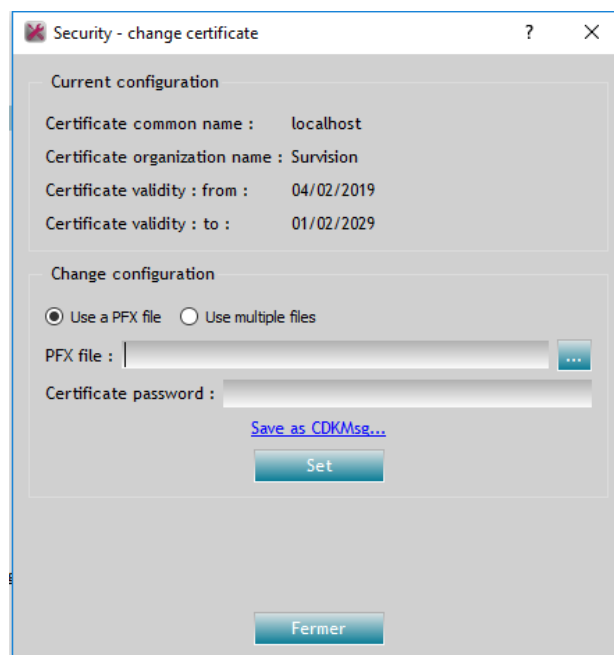 Security - change certificate
Current configuration
Certificate common name : localhost
Certificate organization name : Survision
Certificate validity : from : 04/02/2019
Certificate validity : to : 01/02/2029
Change configuration
Use a PFX file Use multiple files
PFX file : ...
Certificate password :
Save as CDKMsg...
Set
Fermer